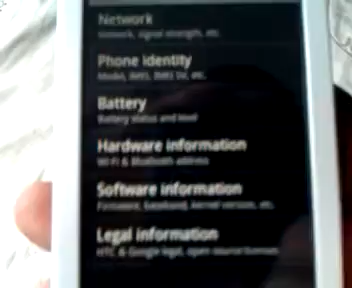 Network
Network, signal strength, etc.
Phone identity
Model, IMEI, IMEI SV, etc.
Battery
Battery status and level
Hardware information
Wi-Fi & Bluetooth address
Software information
Firmware, baseband, kernel version, etc.
Legal information
HTC & Google legal, open source licenses